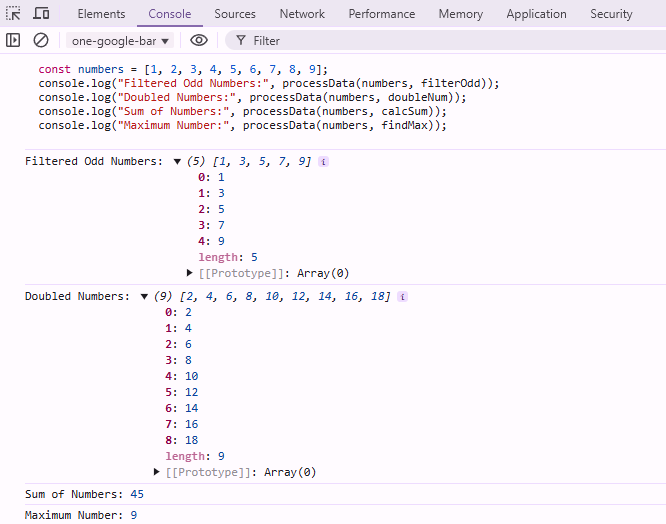 Elements Console Sources Network Performance Memory Application Security
one-google-bar Filter
const numbers = [1, 2, 3, 4, 5, 6, 7, 8, 9];
console.log("Filtered Odd Numbers:", processData(numbers, filterOdd));
console.log("Doubled Numbers:", processData(numbers, doubleNum));
console.log("Sum of Numbers:", processData(numbers, calcSum));
console.log("Maximum Number:", processData(numbers, findMax));
Filtered Odd Numbers: (5) [1, 3, 5, 7, 9] i
0: 1
1: 3
2: 5
3: 7
4: 9
length: 5
[[Prototype]]: Array(0)
Doubled Numbers: (9) [2, 4, 6, 8, 10, 12, 14, 16, 18] i
0: 2
1: 4
2: 6
3: 8
4: 10
5: 12
6: 14
7: 16
8: 18
length: 9
[[Prototype]]: Array(0)
Sum of Numbers: 45
Maximum Number: 9